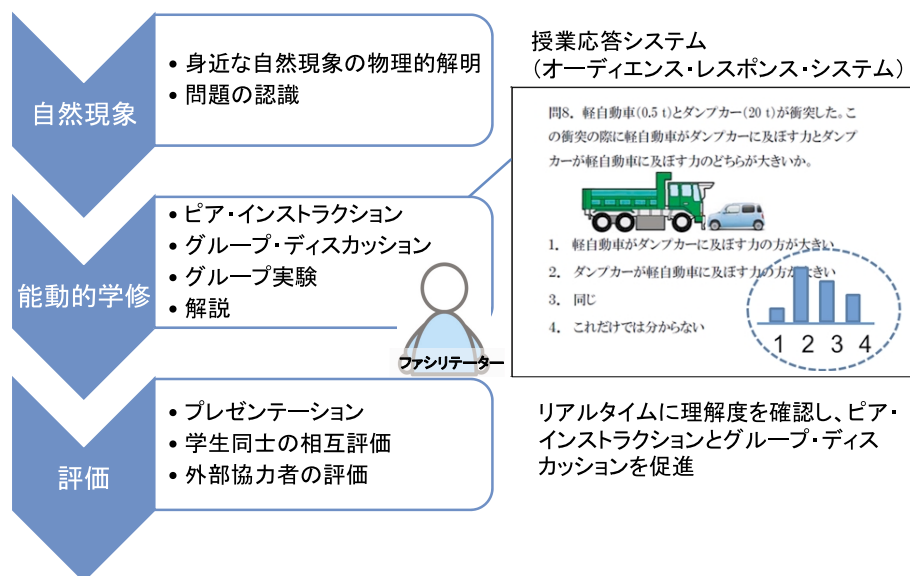 自然現象
• 身近な自然現象の物理的解明
• 問題の認識
能動的学修
• ピア・インストラクション
• グループ・ディスカッション
• グループ実験
• 解説
ファシリテーター
評価
• プレゼンテーション
• 学生同士の相互評価
• 外部協力者の評価
授業応答システム
（オーディエンス・レスポンス・システム）
問8. 軽自動車(0.5 t)とダンプカー(20 t)が衝突した。こ
の衝突の際に軽自動車がダンプカーに及ぼす力とダンプ
カーが軽自動車に及ぼす力のどちらが大きいか。
1. 軽自動車がダンプカーに及ぼす力の方が大きい
2. ダンプカーが軽自動車に及ぼす力の方が大きい
3. 同じ
4. これだけでは分からない
1 2 3 4
リアルタイムに理解度を確認し、ピア・
インストラクションとグループ・ディス
カッションを促進